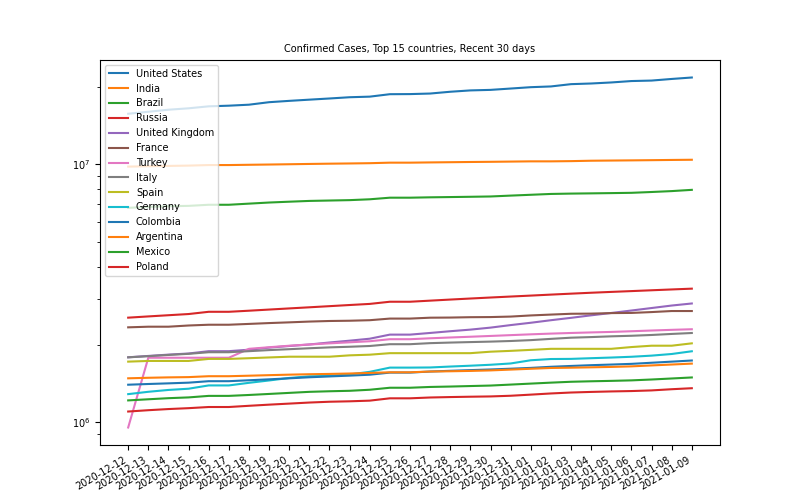 Confirmed Cases, Top 15 countries, Recent 30 days
United States
India
Brazil
Russia
United Kingdom
France
Turkey
Italy
Spain
Germany
Colombia
Argentina
Mexico
Poland
10⁷
10⁶
2020-12-12
2020-12-13
2020-12-14
2020-12-15
2020-12-16
2020-12-17
2020-12-18
2020-12-19
2020-12-20
2020-12-21
2020-12-22
2020-12-23
2020-12-24
2020-12-25
2020-12-26
2020-12-27
2020-12-28
2020-12-29
2020-12-30
2020-12-31
2021-01-01
2021-01-02
2021-01-03
2021-01-04
2021-01-05
2021-01-06
2021-01-07
2021-01-08
2021-01-09